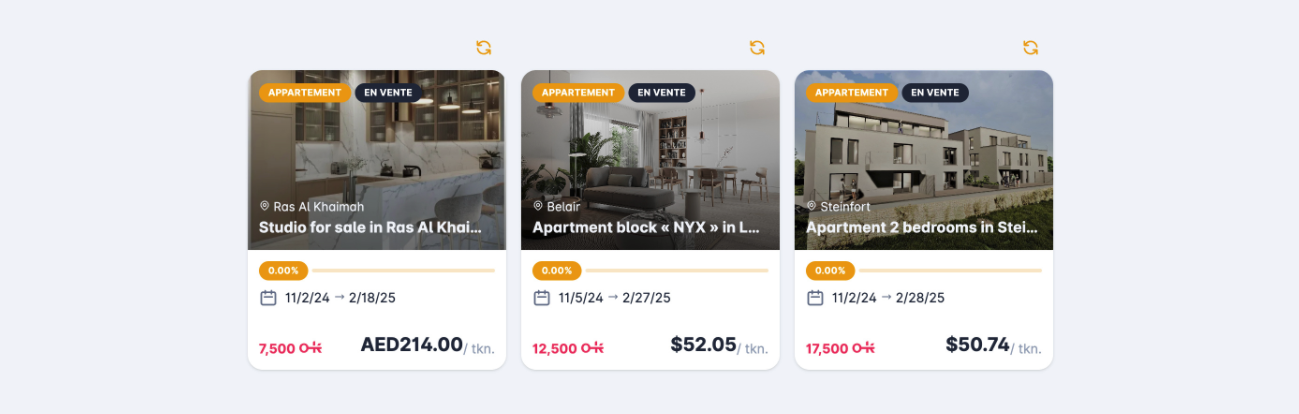 APPARTEMENT EN VENTE
Ras Al Khaimah
Studio for sale in Ras Al Khai...
0.00%
11/2/24 → 2/18/25
7,500
AED214.00/ tkn.
APPARTEMENT EN VENTE
Belair
Apartment block « NYX » in L...
0.00%
11/5/24 → 2/27/25
12,500
$52.05/ tkn.
APPARTEMENT EN VENTE
Steinfort
Apartment 2 bedrooms in Stei...
0.00%
11/2/24 → 2/28/25
17,500
$50.74/ tkn.